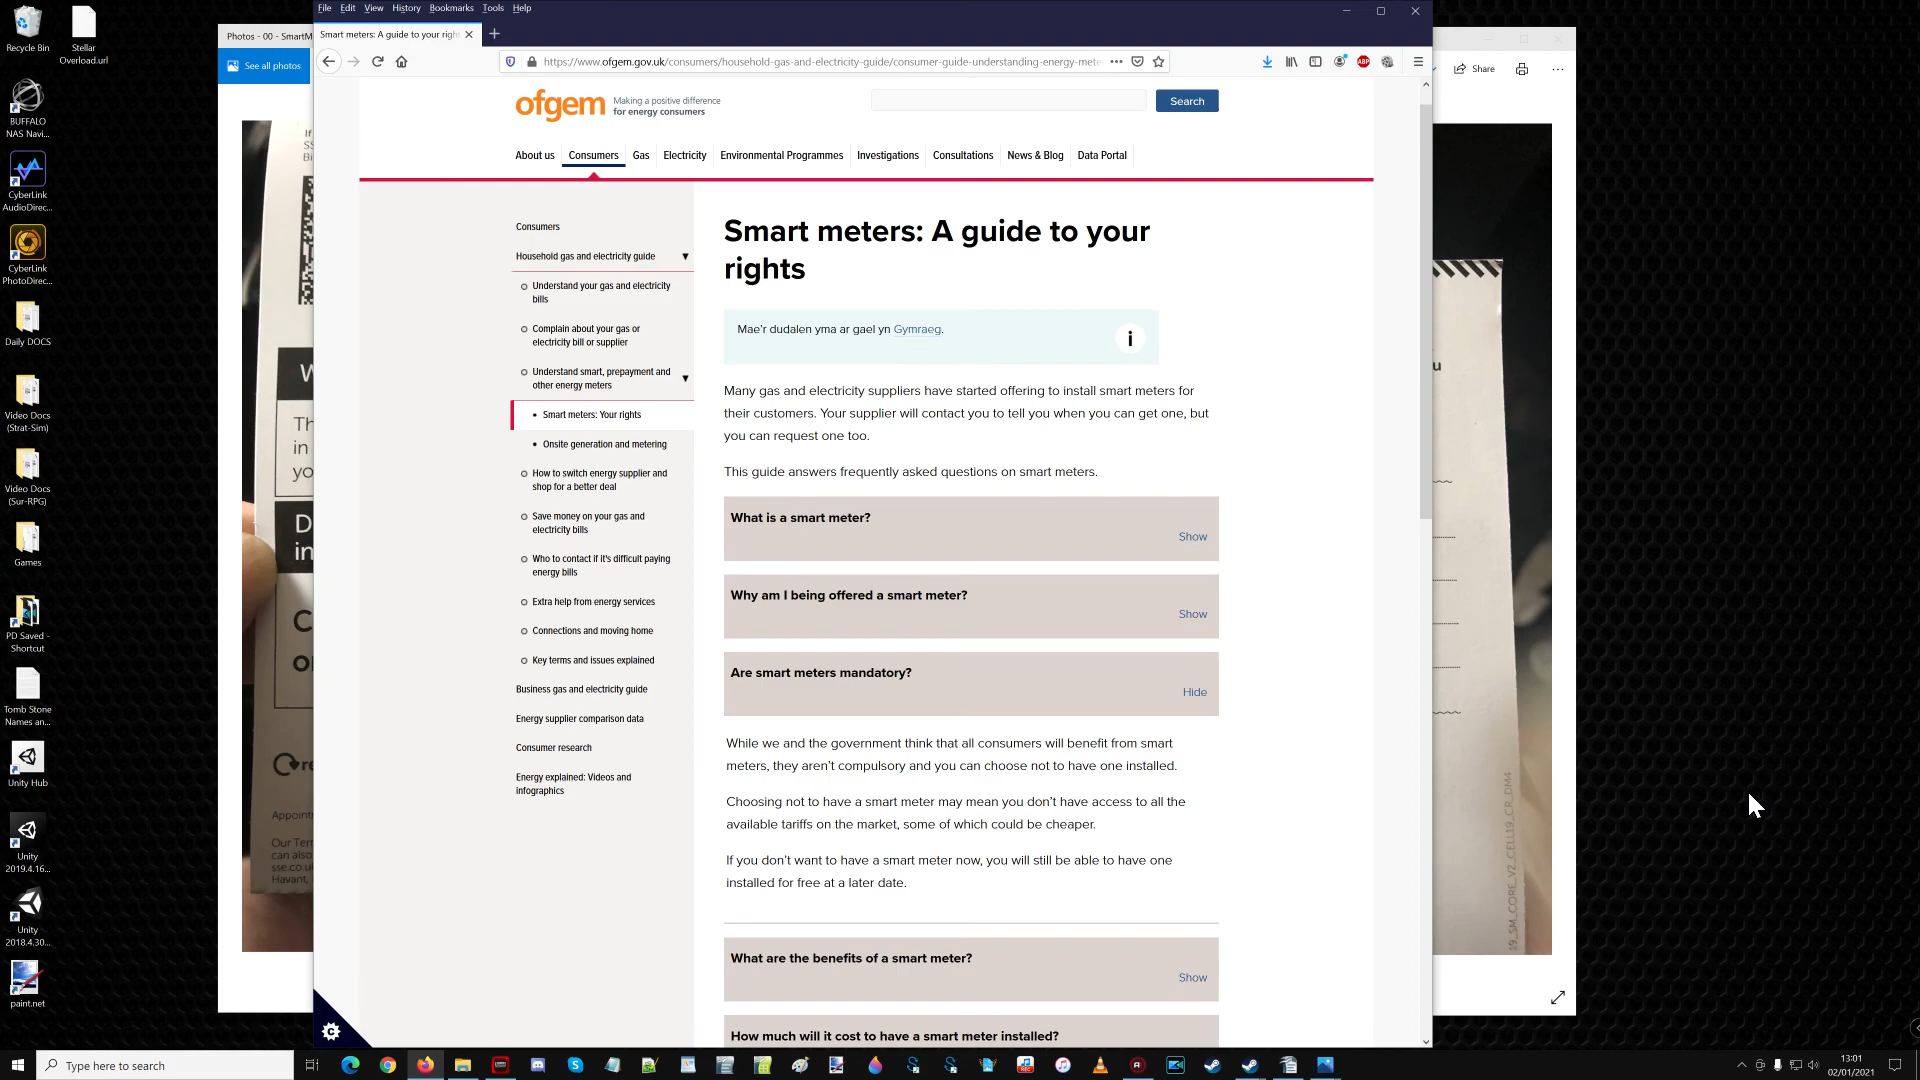 File Edit View History Bookmarks Tools Help
Recycle Bin
Stellar
Overload.url
Photos - 00 - SmartM
Smart meters: A guide to your righ
See all photos
https://www.ofgem.gov.uk/consumers/household-gas-and-electricity-guide/consumer-guide-understanding-energy-mete
ABP
Share
BUFFALO
NAS Navi...
CyberLink
AudioDirec...
CyberLink
PhotoDirec...
Daily DOCS
Video Docs
(Strat-Sim)
Video Docs
(Sur-RPG)
Games
PD Saved -
Shortcut
Tomb Stone
Names an...
Unity Hub
Unity
2019.4.16...
Unity
2018.4.30...
paint.net
If
SS
Bi
W
Th
in
yo
D
in
C
o
re
Appoint
Our Ter
can also
sse.co.u
Havant,
ofgem
Making a positive difference
for energy consumers
Search
About us
Consumers
Gas
Electricity
Environmental Programmes
Investigations
Consultations
News & Blog
Data Portal
Consumers
Household gas and electricity guide
Understand your gas and electricity
bills
Complain about your gas or
electricity bill or supplier
Understand smart, prepayment and
other energy meters
Smart meters: Your rights
Onsite generation and metering
How to switch energy supplier and
shop for a better deal
Save money on your gas and
electricity bills
Who to contact if it's difficult paying
energy bills
Extra help from energy services
Connections and moving home
Key terms and issues explained
Business gas and electricity guide
Energy supplier comparison data
Consumer research
Energy explained: Videos and
infographics
Smart meters: A guide to your
rights
Mae'r dudalen yma ar gael yn Gymraeg.
i
Many gas and electricity suppliers have started offering to install smart meters for
their customers. Your supplier will contact you to tell you when you can get one, but
you can request one too.
This guide answers frequently asked questions on smart meters.
What is a smart meter?
Show
Why am I being offered a smart meter?
Show
Are smart meters mandatory?
Hide
While we and the government think that all consumers will benefit from smart
meters, they aren't compulsory and you can choose not to have one installed.
Choosing not to have a smart meter may mean you don't have access to all the
available tariffs on the market, some of which could be cheaper.
If you don't want to have a smart meter now, you will still be able to have one
installed for free at a later date.
What are the benefits of a smart meter?
Show
How much will it cost to have a smart meter installed?
u
19_SM_CORE_V2_CELL19_CR_DM4
Type here to search
13:01
02/01/2021